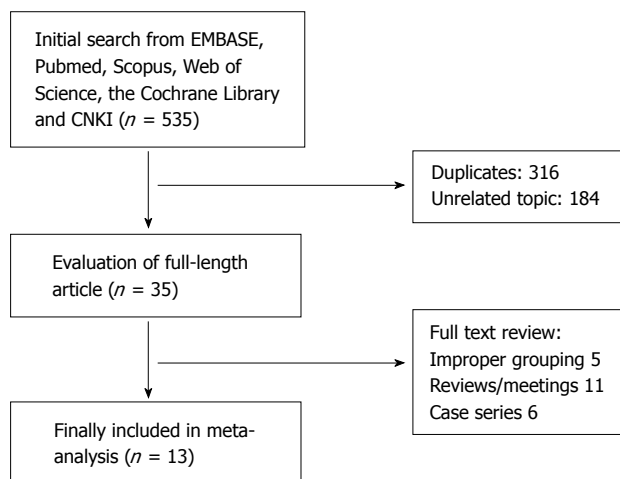 Initial search from EMBASE,
Pubmed, Scopus, Web of
Science, the Cochrane Library
and CNKI (n = 535)
Duplicates: 316
Unrelated topic: 184
Evaluation of full-length
article (n = 35)
Full text review:
Improper grouping 5
Reviews/meetings 11
Case series 6
Finally included in meta-
analysis (n = 13)